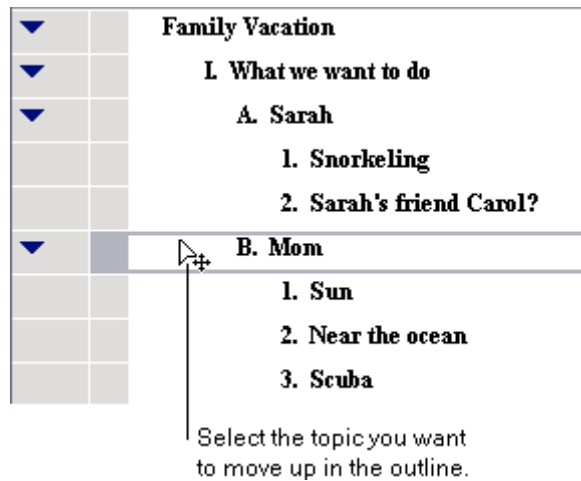 Family Vacation
I. What we want to do
A. Sarah
1. Snorkeling
2. Sarah's friend Carol?
B. Mom
1. Sun
2. Near the ocean
3. Scuba
Select the topic you want
to move up in the outline.